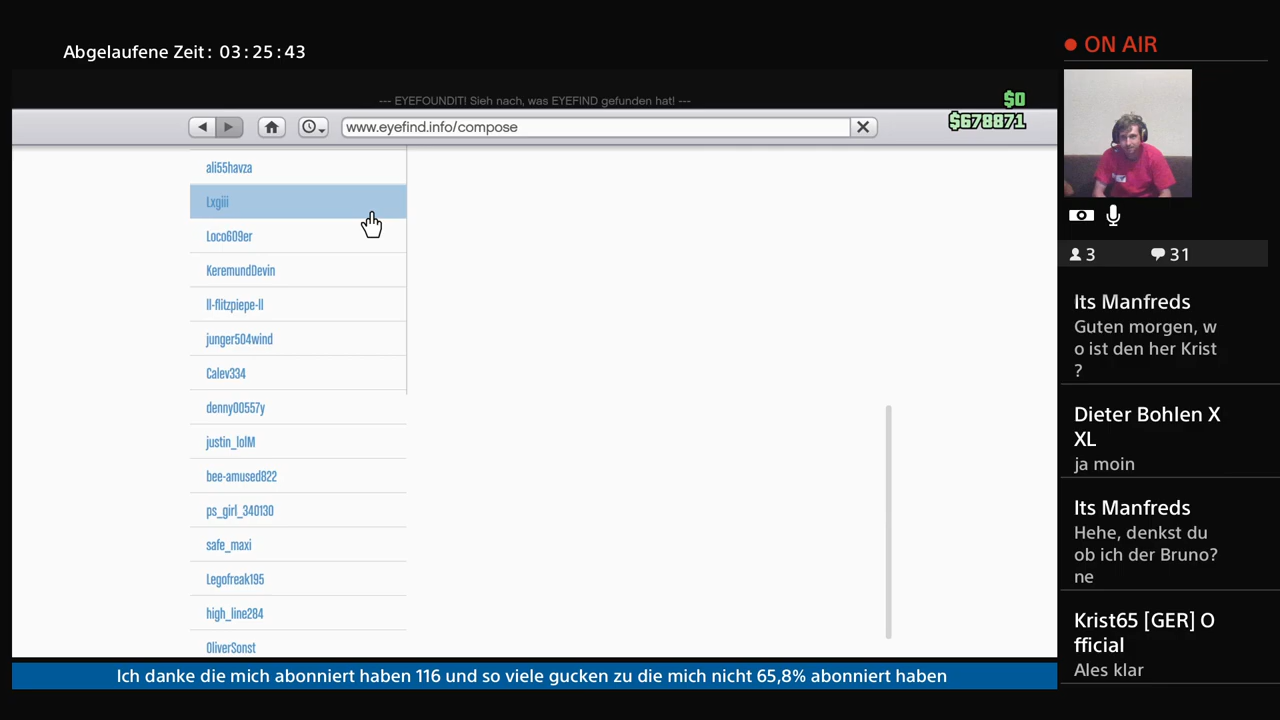 Abgelaufene Zeit: 03:25:43
ON AIR
--- EYEFOUNDIT! Sieh nach, was EYEFIND gefunden hat! ---
$0
$678871
www.eyefind.info/compose
ali55havza
Lxgiii
Loco609er
KeremundDevin
ll-flitzpiepe-ll
junger504wind
Calev334
denny00557y
justin_lolM
bee-amused822
ps_girl_340130
safe_maxi
Legofreak195
high_line284
OliverSonst
3
31
Its Manfreds
Guten morgen, w
o ist den her Krist
?
Dieter Bohlen X
XL
ja moin
Its Manfreds
Hehe, denkst du
ob ich der Bruno?
ne
Krist65 [GER] O
fficial
Ales klar
Ich danke die mich abonniert haben 116 und so viele gucken zu die mich nicht 65,8% abonniert haben